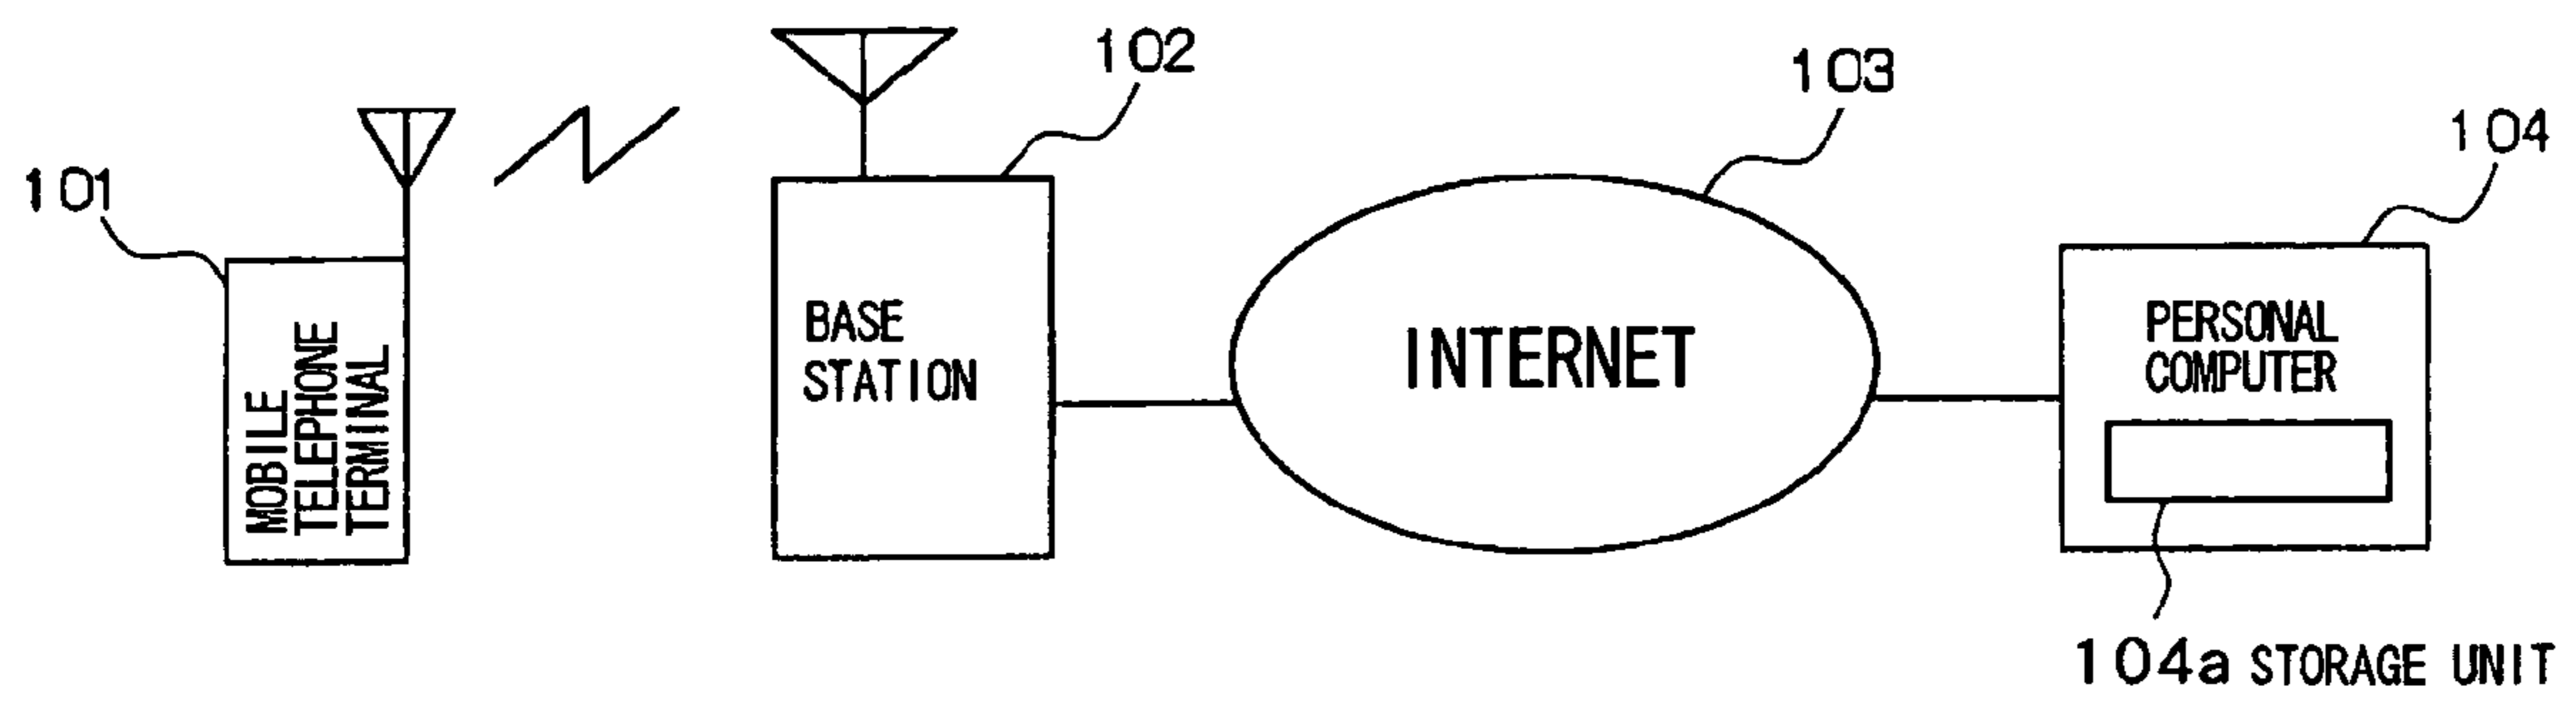 101
MOBILE
TELEPHONE
TERMINAL
102
BASE
STATION
103
INTERNET
104
PERSONAL
COMPUTER
104a STORAGE UNIT